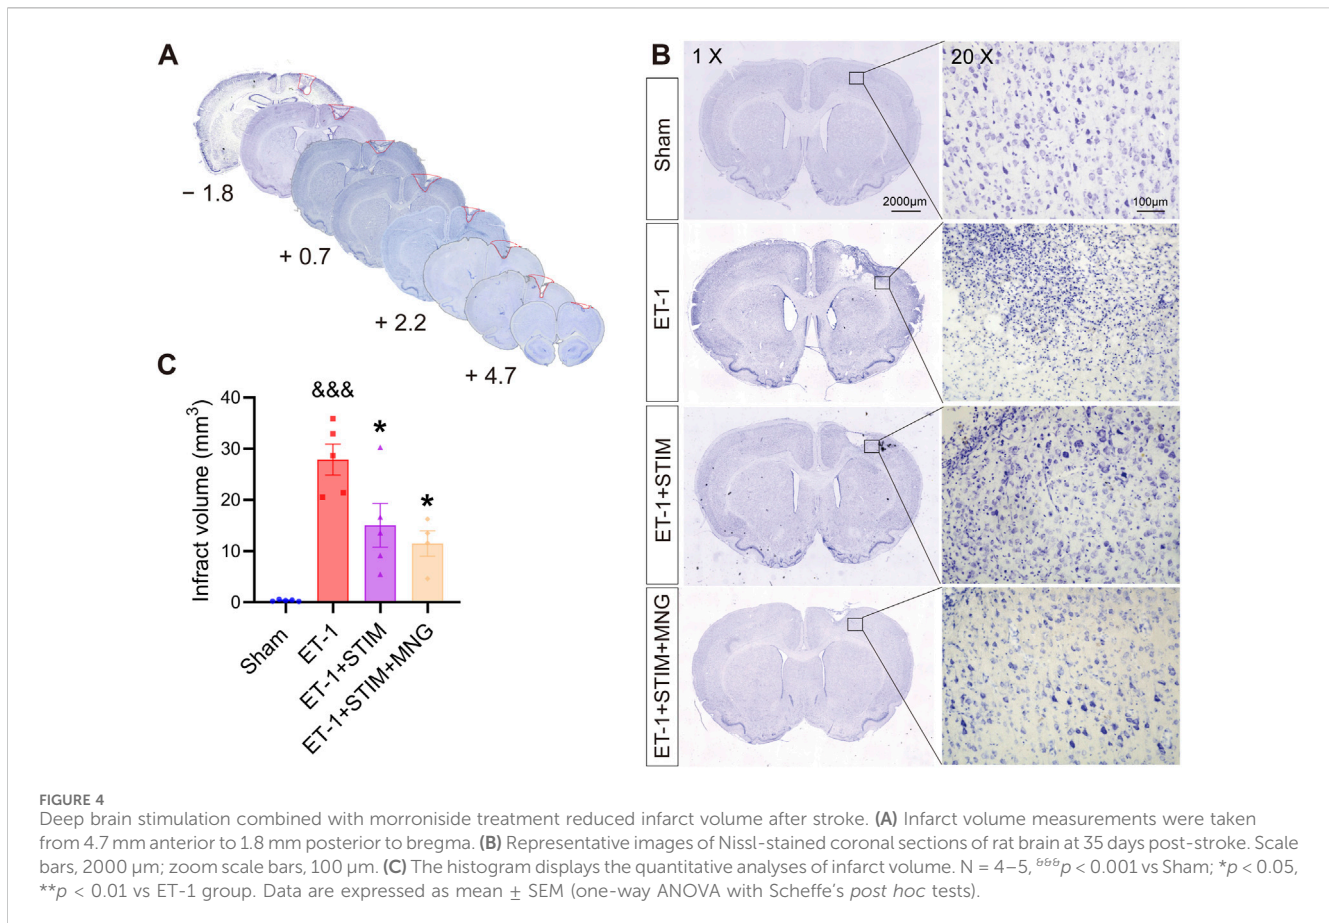 A
− 1.8
+ 0.7
+ 2.2
+ 4.7
B
1 X
20 X
Sham
2000μm
100μm
ET-1
ET-1+STIM
ET-1+STIM+MNG
C
Infract volume (mm³)
40
30
20
10
0
&&&
*
*
Sham
ET-1
ET-1+STIM
ET-1+STIM+MNG
FIGURE 4
Deep brain stimulation combined with morroniside treatment reduced infarct volume after stroke. (A) Infarct volume measurements were taken
from 4.7 mm anterior to 1.8 mm posterior to bregma. (B) Representative images of Nissl-stained coronal sections of rat brain at 35 days post-stroke. Scale
bars, 2000 μm; zoom scale bars, 100 μm. (C) The histogram displays the quantitative analyses of infarct volume. N = 4–5, &&&p < 0.001 vs Sham; *p < 0.05,
**p < 0.01 vs ET-1 group. Data are expressed as mean ± SEM (one-way ANOVA with Scheffe's post hoc tests).